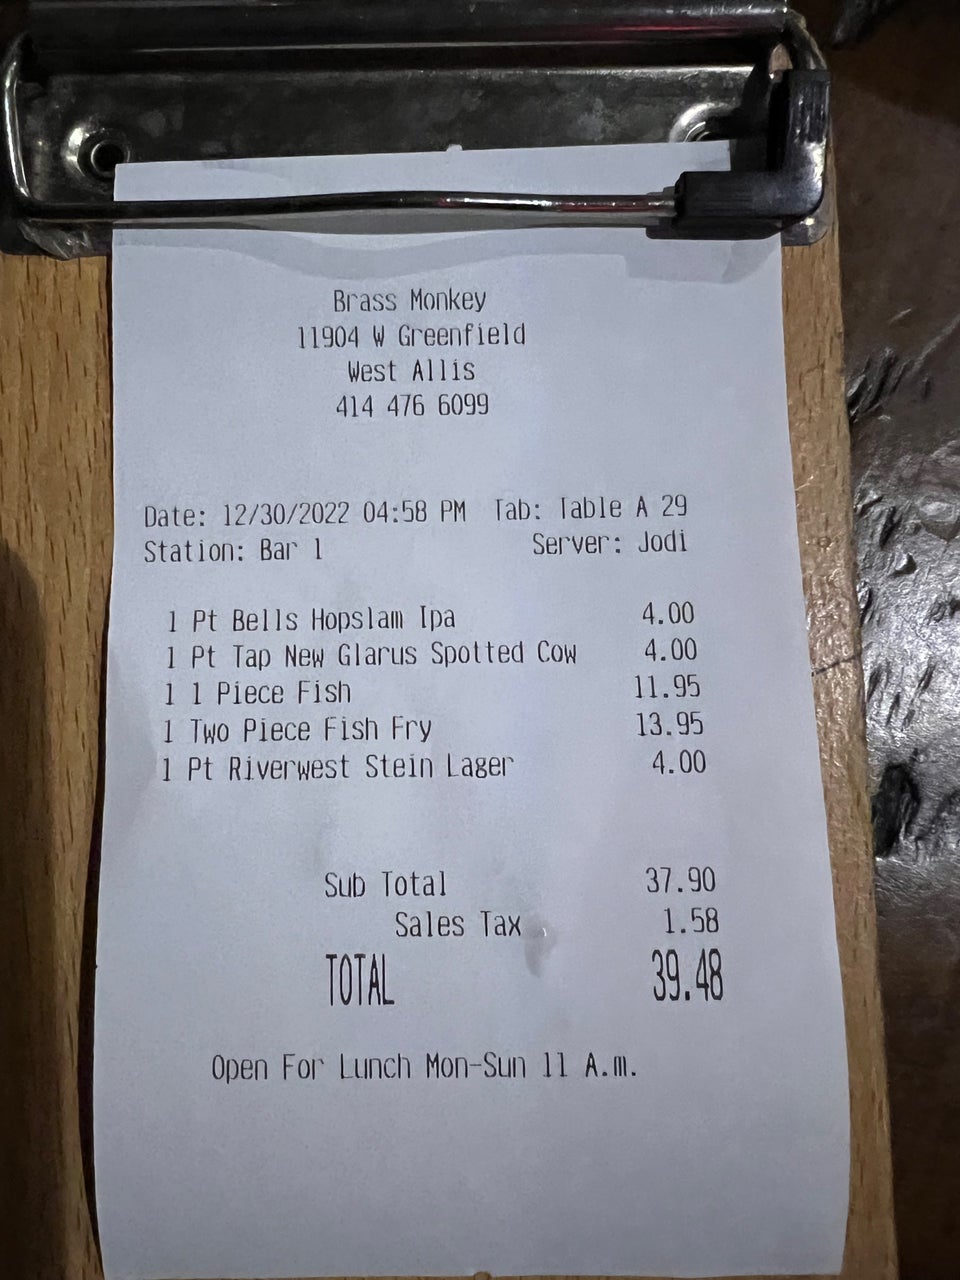 Brass Monkey
11904 W Greenfield
West Allis
414 476 6099
Date: 12/30/2022 04:58 PM Tab: Table A 29
Station: Bar 1 Server: Jodi
1 Pt Bells Hopslam Ipa 4.00
1 Pt Tap New Glarus Spotted Cow 4.00
1 1 Piece Fish 11.95
1 Two Piece Fish Fry 13.95
1 Pt Riverwest Stein Lager 4.00
Sub Total 37.90
Sales Tax 1.58
TOTAL 39.48
Open For Lunch Mon-Sun 11 A.m.